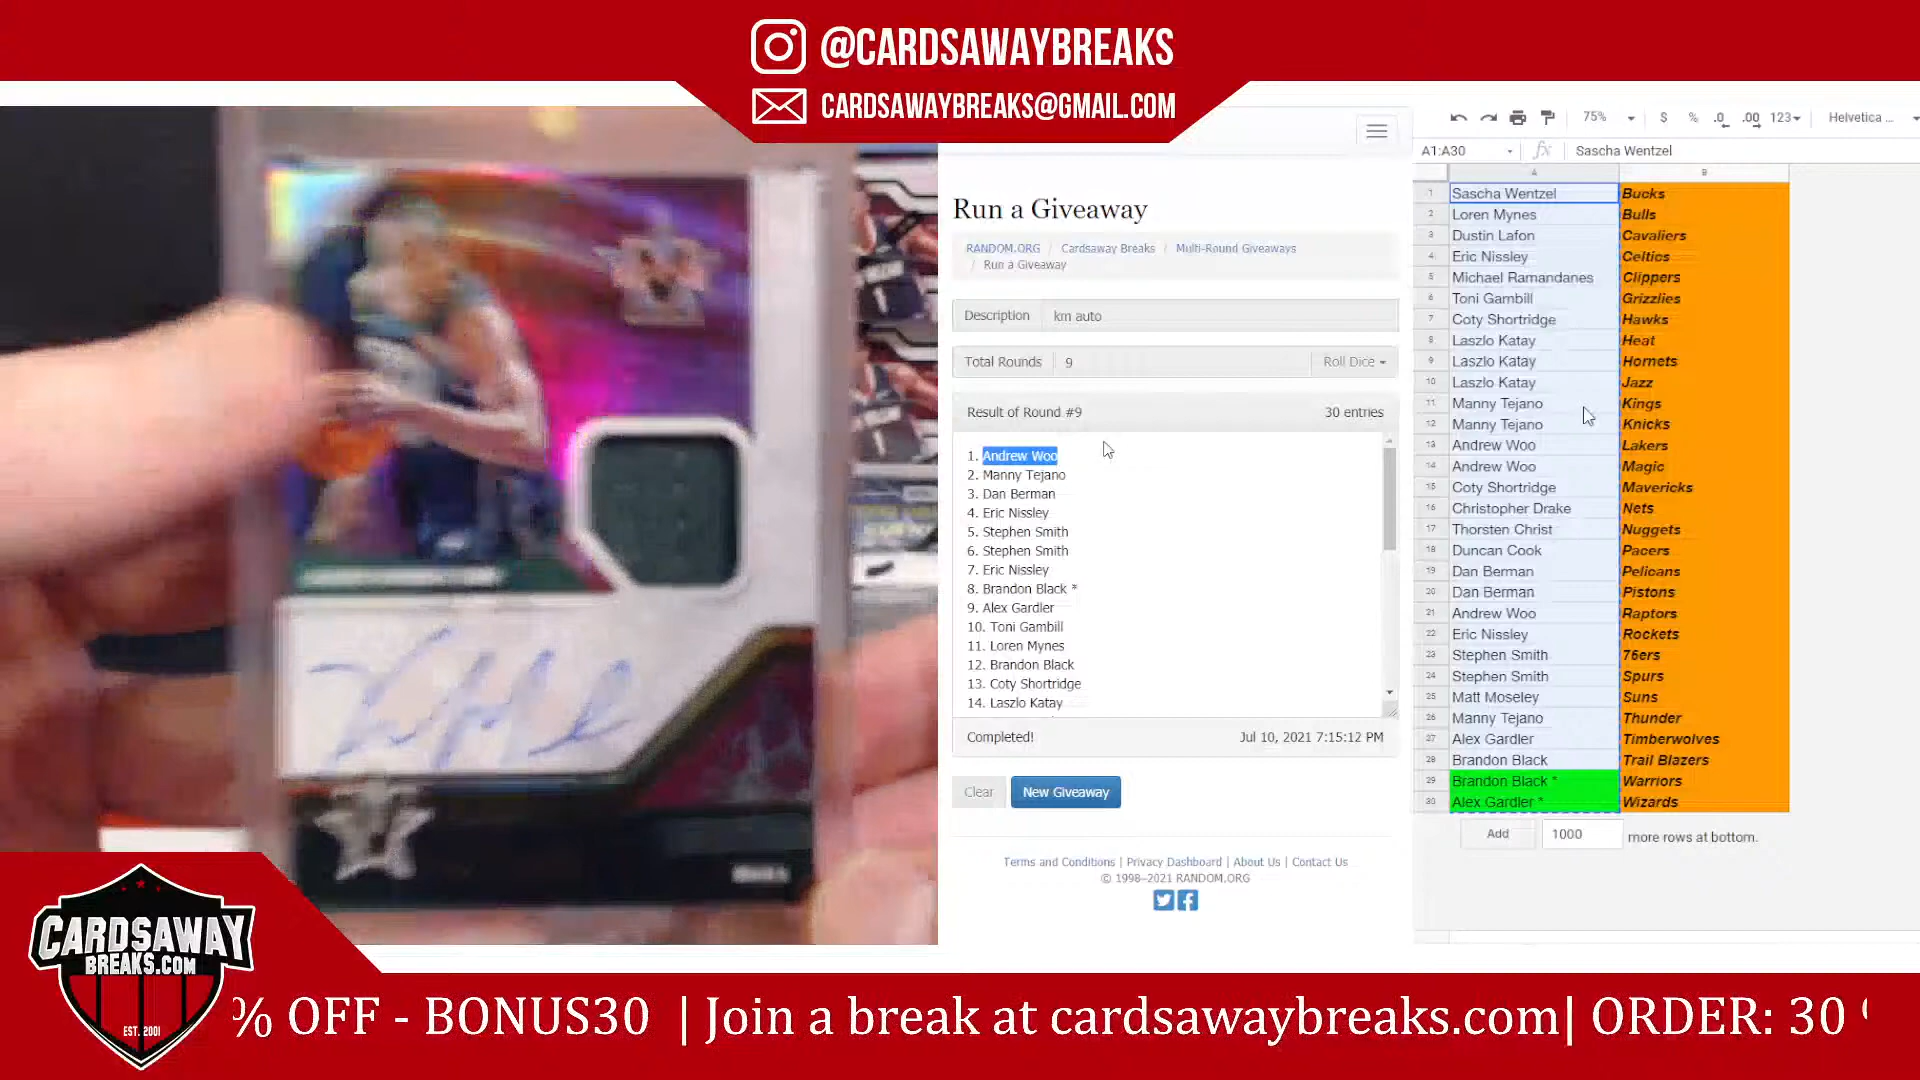 @CARDSAWAYBREAKS
CARDSAWAYBREAKS@GMAIL.COM
Run a Giveaway
RANDOM.ORG / Cardsaway Breaks / Multi-Round Giveaways
/ Run a Giveaway
Description km auto
Total Rounds 9 Roll Dice
Result of Round #9 30 entries
1. Andrew Woo
2. Manny Tejano
3. Dan Berman
4. Eric Nissley
5. Stephen Smith
6. Stephen Smith
7. Eric Nissley
8. Brandon Black *
9. Alex Gardler
10. Toni Gambill
11. Loren Mynes
12. Brandon Black
13. Coty Shortridge
14. Laszlo Katay
Completed! Jul 10, 2021 7:15:12 PM
Clear New Giveaway
Terms and Conditions | Privacy Dashboard | About Us | Contact Us
© 1998–2021 RANDOM.ORG
75% $ % .0 .00 123 Helvetica ...
A1:A30 fx Sascha Wentzel
A B
1 Sascha Wentzel Bucks
2 Loren Mynes Bulls
3 Dustin Lafon Cavaliers
4 Eric Nissley Celtics
5 Michael Ramandanes Clippers
6 Toni Gambill Grizzlies
7 Coty Shortridge Hawks
8 Laszlo Katay Heat
9 Laszlo Katay Hornets
10 Laszlo Katay Jazz
11 Manny Tejano Kings
12 Manny Tejano Knicks
13 Andrew Woo Lakers
14 Andrew Woo Magic
15 Coty Shortridge Mavericks
16 Christopher Drake Nets
17 Thorsten Christ Nuggets
18 Duncan Cook Pacers
19 Dan Berman Pelicans
20 Dan Berman Pistons
21 Andrew Woo Raptors
22 Eric Nissley Rockets
23 Stephen Smith 76ers
24 Stephen Smith Spurs
25 Matt Moseley Suns
26 Manny Tejano Thunder
27 Alex Gardler Timberwolves
28 Brandon Black Trail Blazers
29 Brandon Black * Warriors
30 Alex Gardler * Wizards
Add 1000 more rows at bottom.
CARDSAWAY
BREAKS.COM
EST. 2001
% OFF - BONUS30 | Join a break at cardsawaybreaks.com| ORDER: 30